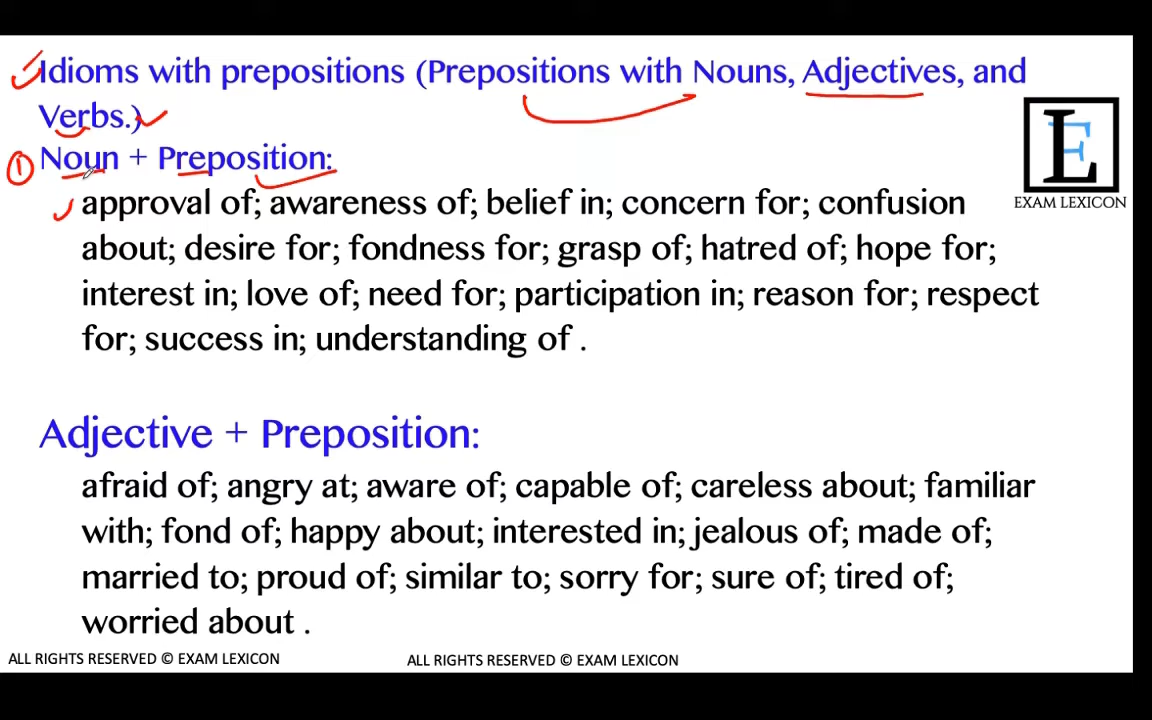 Idioms with prepositions (Prepositions with Nouns, Adjectives, and
Verbs.)
① Noun + Preposition:
approval of; awareness of; belief in; concern for; confusion
about; desire for; fondness for; grasp of; hatred of; hope for;
interest in; love of; need for; participation in; reason for; respect
for; success in; understanding of .
LE
EXAM LEXICON
Adjective + Preposition:
afraid of; angry at; aware of; capable of; careless about; familiar
with; fond of; happy about; interested in; jealous of; made of;
married to; proud of; similar to; sorry for; sure of; tired of;
worried about .
ALL RIGHTS RESERVED © EXAM LEXICON
ALL RIGHTS RESERVED © EXAM LEXICON